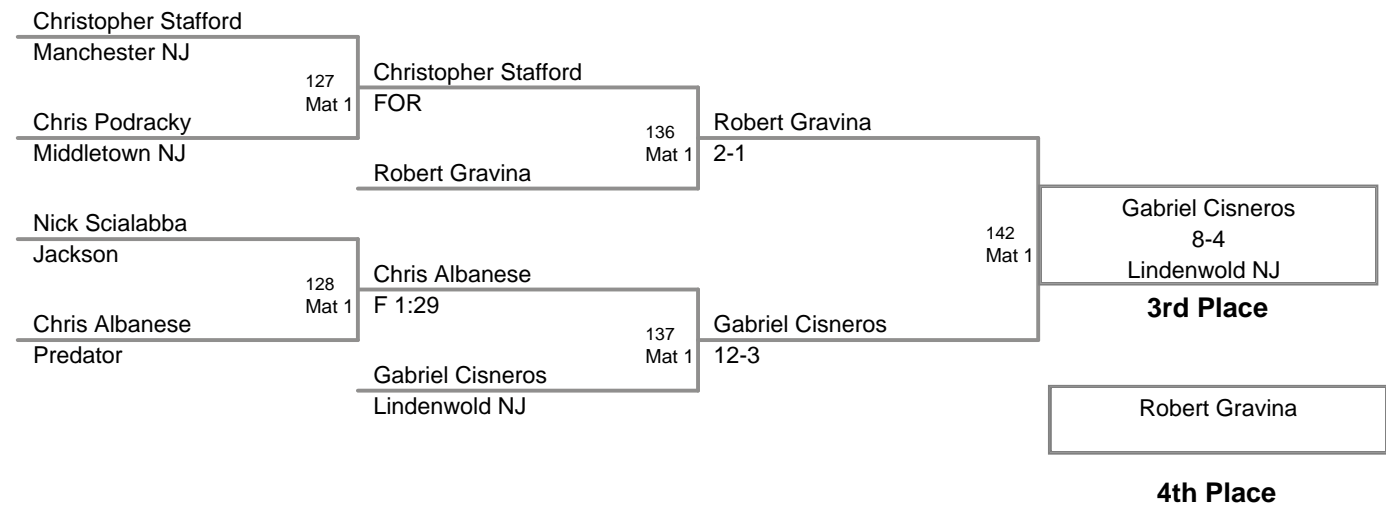 Christopher Stafford
Manchester NJ
127
Mat 1
Christopher Stafford
FOR
Chris Podracky
Middletown NJ
136
Mat 1
Robert Gravina
2-1
Robert Gravina
Nick Scialabba
Jackson
142
Mat 1
Gabriel Cisneros
8-4
Lindenwold NJ
3rd Place
128
Mat 1
Chris Albanese
F 1:29
Chris Albanese
Predator
137
Mat 1
Gabriel Cisneros
12-3
Gabriel Cisneros
Lindenwold NJ
Robert Gravina
4th Place